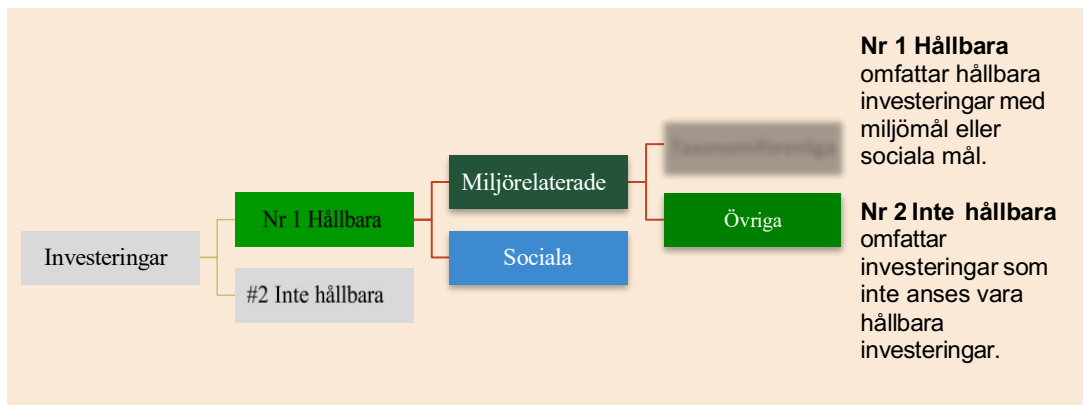 Investeringar
Nr 1 Hållbara
#2 Inte hållbara
Miljörelaterade
Sociala
Övriga
Nr 1 Hållbara
omfattar hållbara
investeringar med
miljömål eller
sociala mål.
Nr 2 Inte hållbara
omfattar
investeringar som
inte anses vara
hållbara
investeringar.